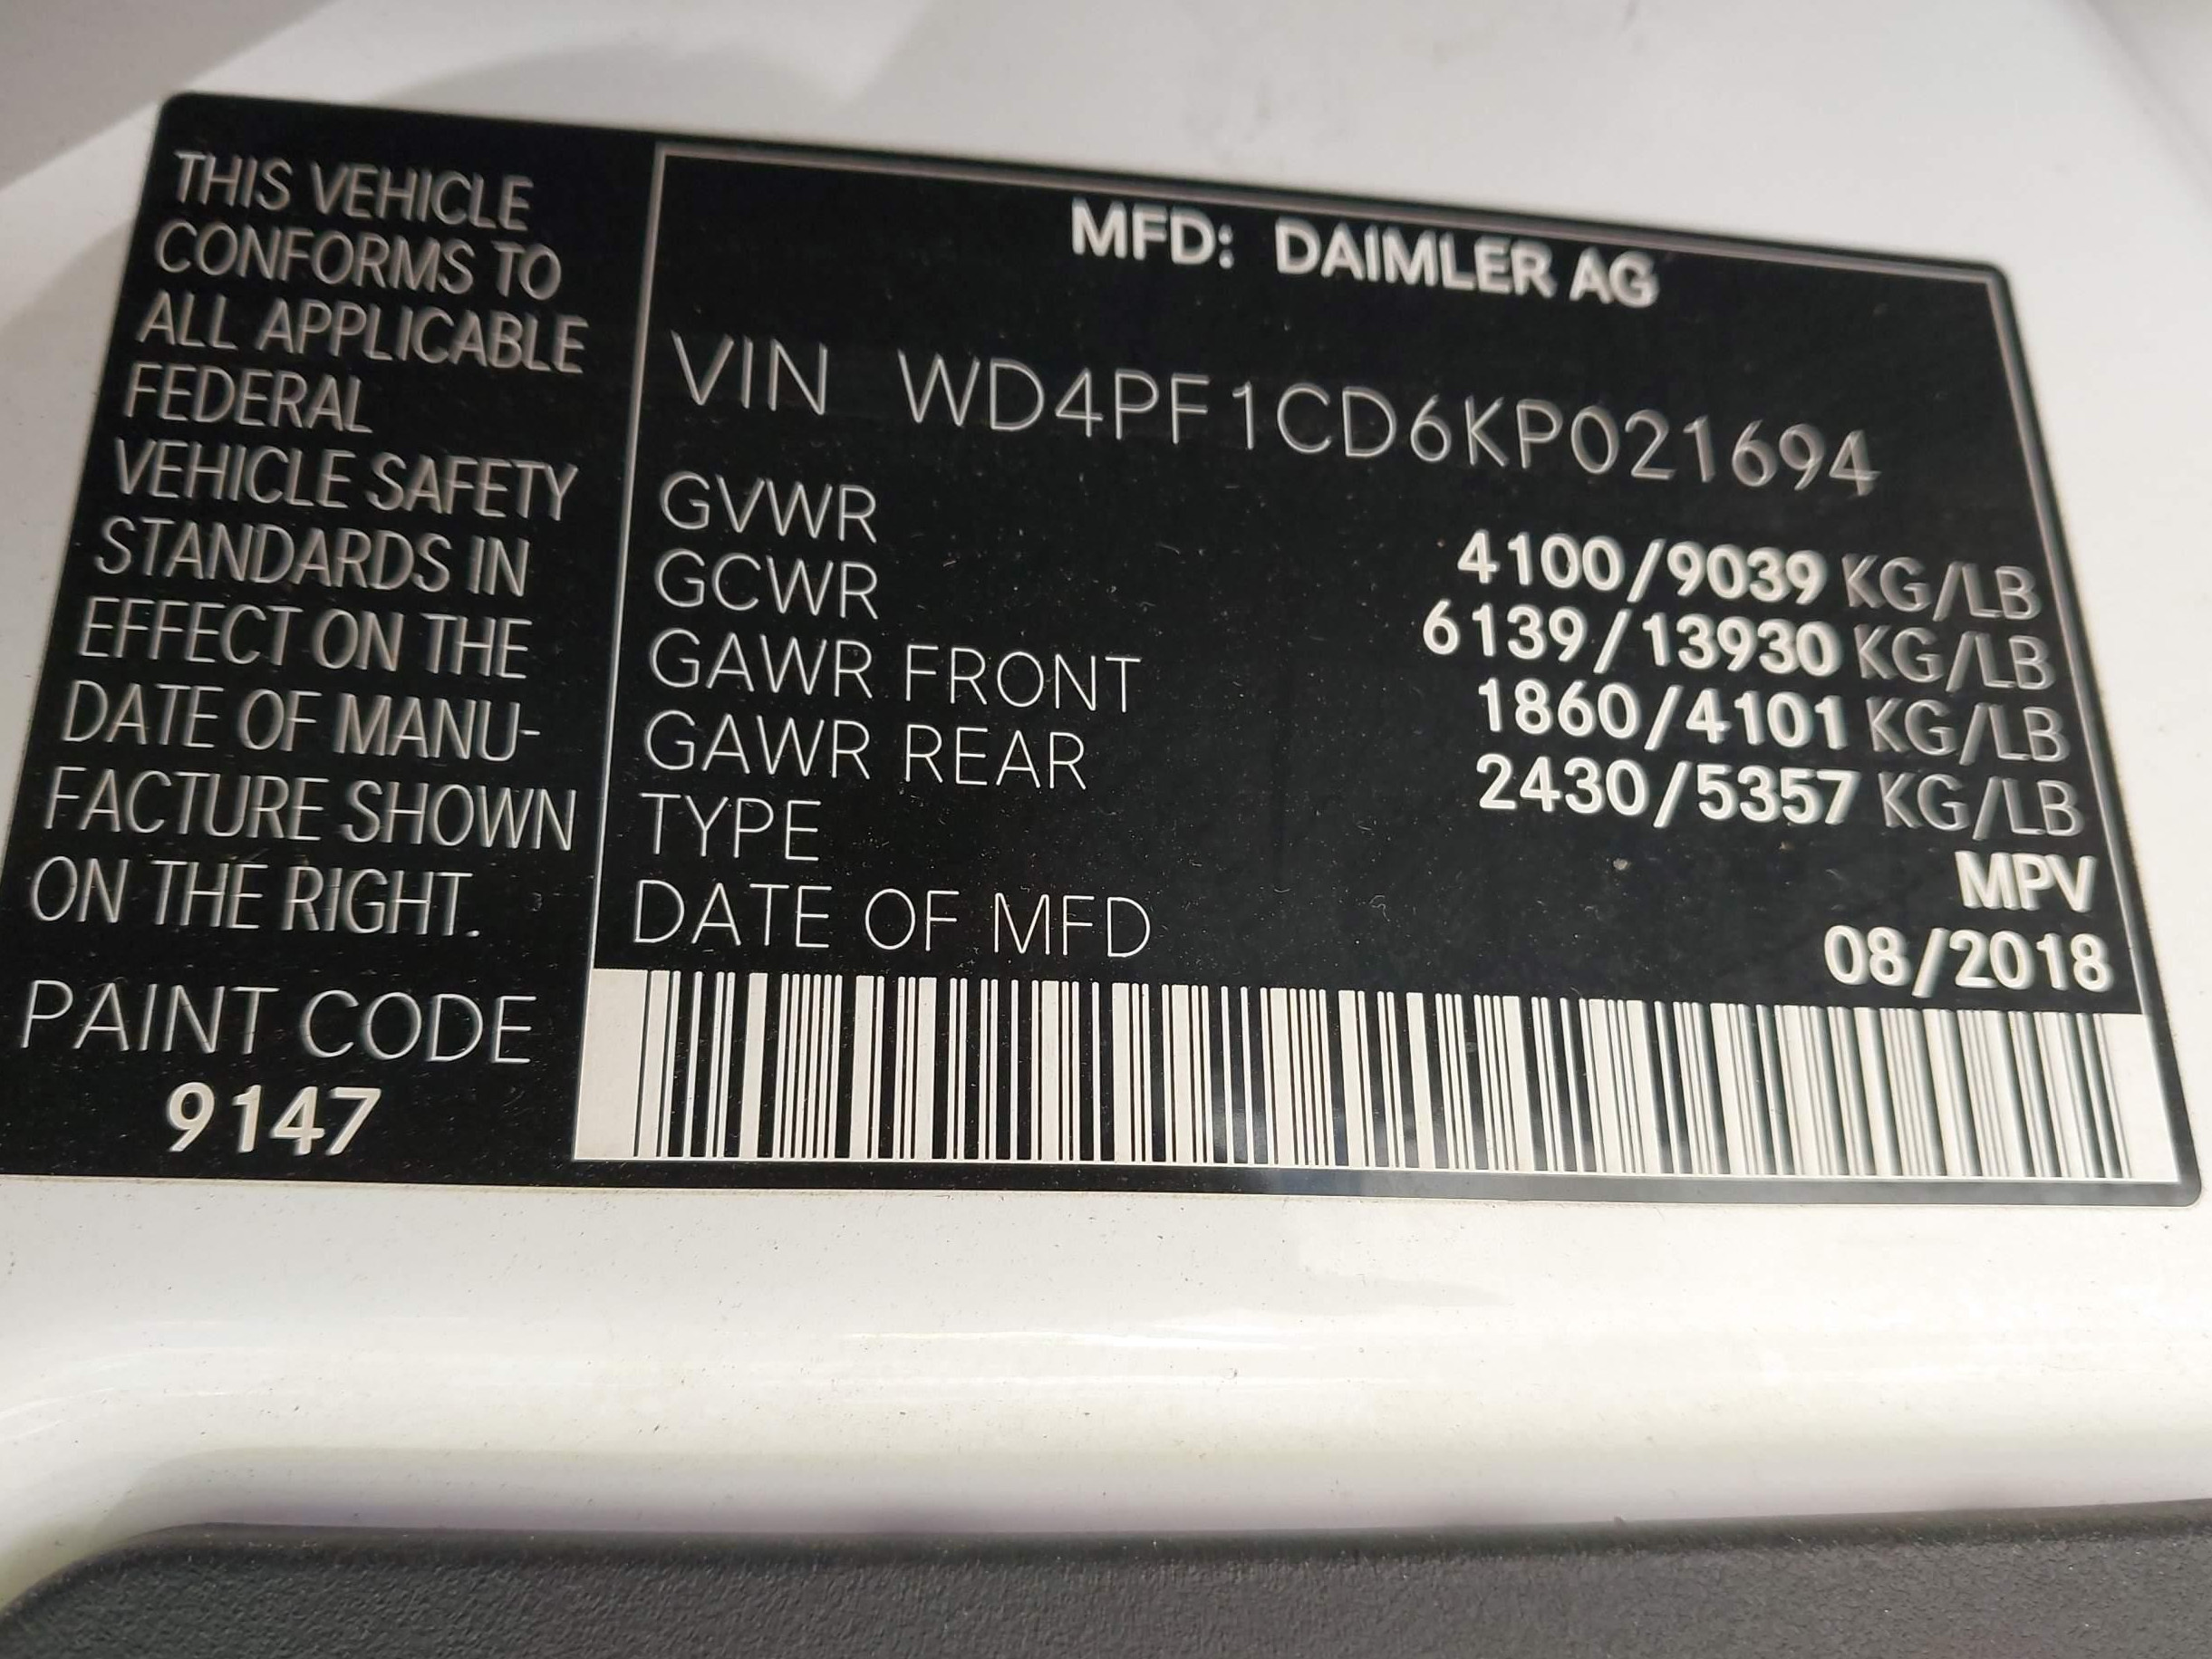 THIS VEHICLE
CONFORMS TO
ALL APPLICABLE
FEDERAL
VEHICLE SAFETY
STANDARDS IN
EFFECT ON THE
DATE OF MANU-
FACTURE SHOWN
ON THE RIGHT.
PAINT CODE
9147
MFD: DAIMLER AG
VIN WD4PF1CD6KP021694
GVWR 4100/9039 KG/LB
GCWR 6139/13930 KG/LB
GAWR FRONT 1860/4101 KG/LB
GAWR REAR 2430/5357 KG/LB
TYPE MPV
DATE OF MFD 08/2018